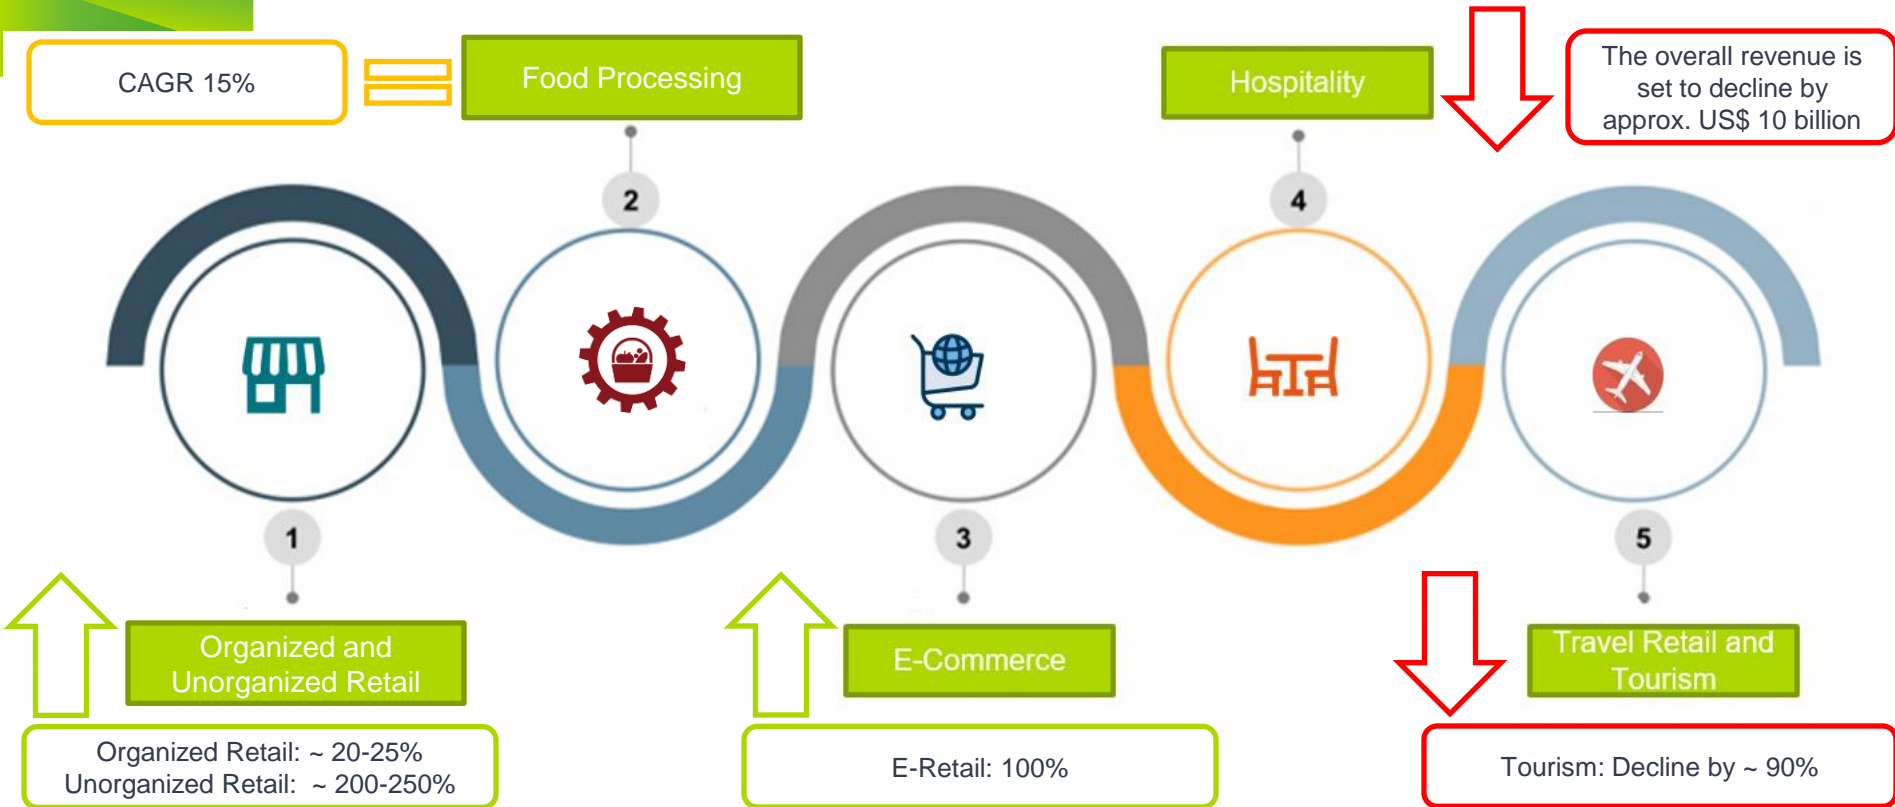 CAGR 15%
Food Processing
Hospitality
The overall revenue is
set to decline by
approx. US$ 10 billion
2
4
1
3
5
Organized and
Unorganized Retail
E-Commerce
Travel Retail and
Tourism
Organized Retail: ~ 20-25%
Unorganized Retail:  ~ 200-250%
E-Retail: 100%
Tourism: Decline by ~ 90%